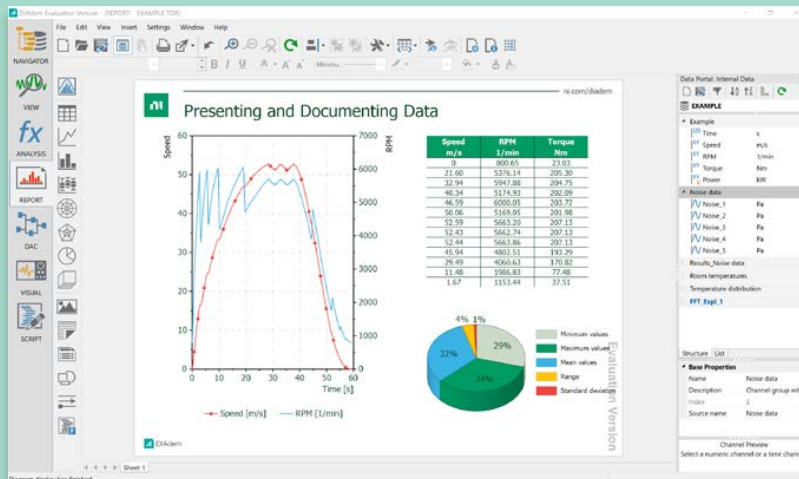 DIAdem Evaluation Version - [REPORT: EXAMPLE.TDR]
File Edit View Insert Settings Window Help
NAVIGATOR
VIEW
ANALYSIS
REPORT
DAC
VISUAL
SCRIPT
ni.com/diadem
Presenting and Documenting Data
Speed
RPM
60
50
40
30
20
10
0
7000
6000
5000
4000
3000
2000
1000
0
0 10 20 30 40 50 60
Time [s]
Speed [m/s] RPM [1/min]
Speed RPM Torque
m/s 1/min Nm
0 800.65 23.03
21.60 5376.14 205.30
32.94 5947.88 204.75
40.34 5174.93 202.09
46.59 6000.05 203.72
50.06 5169.05 201.98
52.59 5663.20 207.13
52.43 5662.74 207.13
52.44 5663.86 207.13
45.94 4802.51 193.29
29.49 4060.63 170.82
11.48 1986.83 77.48
1.67 1153.44 37.51
4% 1%
29%
32%
34%
Minimum values
Maximum values
Mean values
Range
Standard deviation
Evaluation Version
DIAdem
Sheet 1
Diagram display has finished.
Data Portal: Internal Data
EXAMPLE
Example
Time s
Speed m/s
RPM 1/min
Torque Nm
Power kW
Noise data
Noise_1 Pa
Noise_2 Pa
Noise_3 Pa
Noise_4 Pa
Noise_5 Pa
Results_Noise data
Room temperatures
Temperature distribution
FFT_Expl_1
Structure List
Base Properties
Name Noise data
Description Channel group wit
Index 2
Source name Noise data
Channel Preview
Select a numeric channel or a time chann